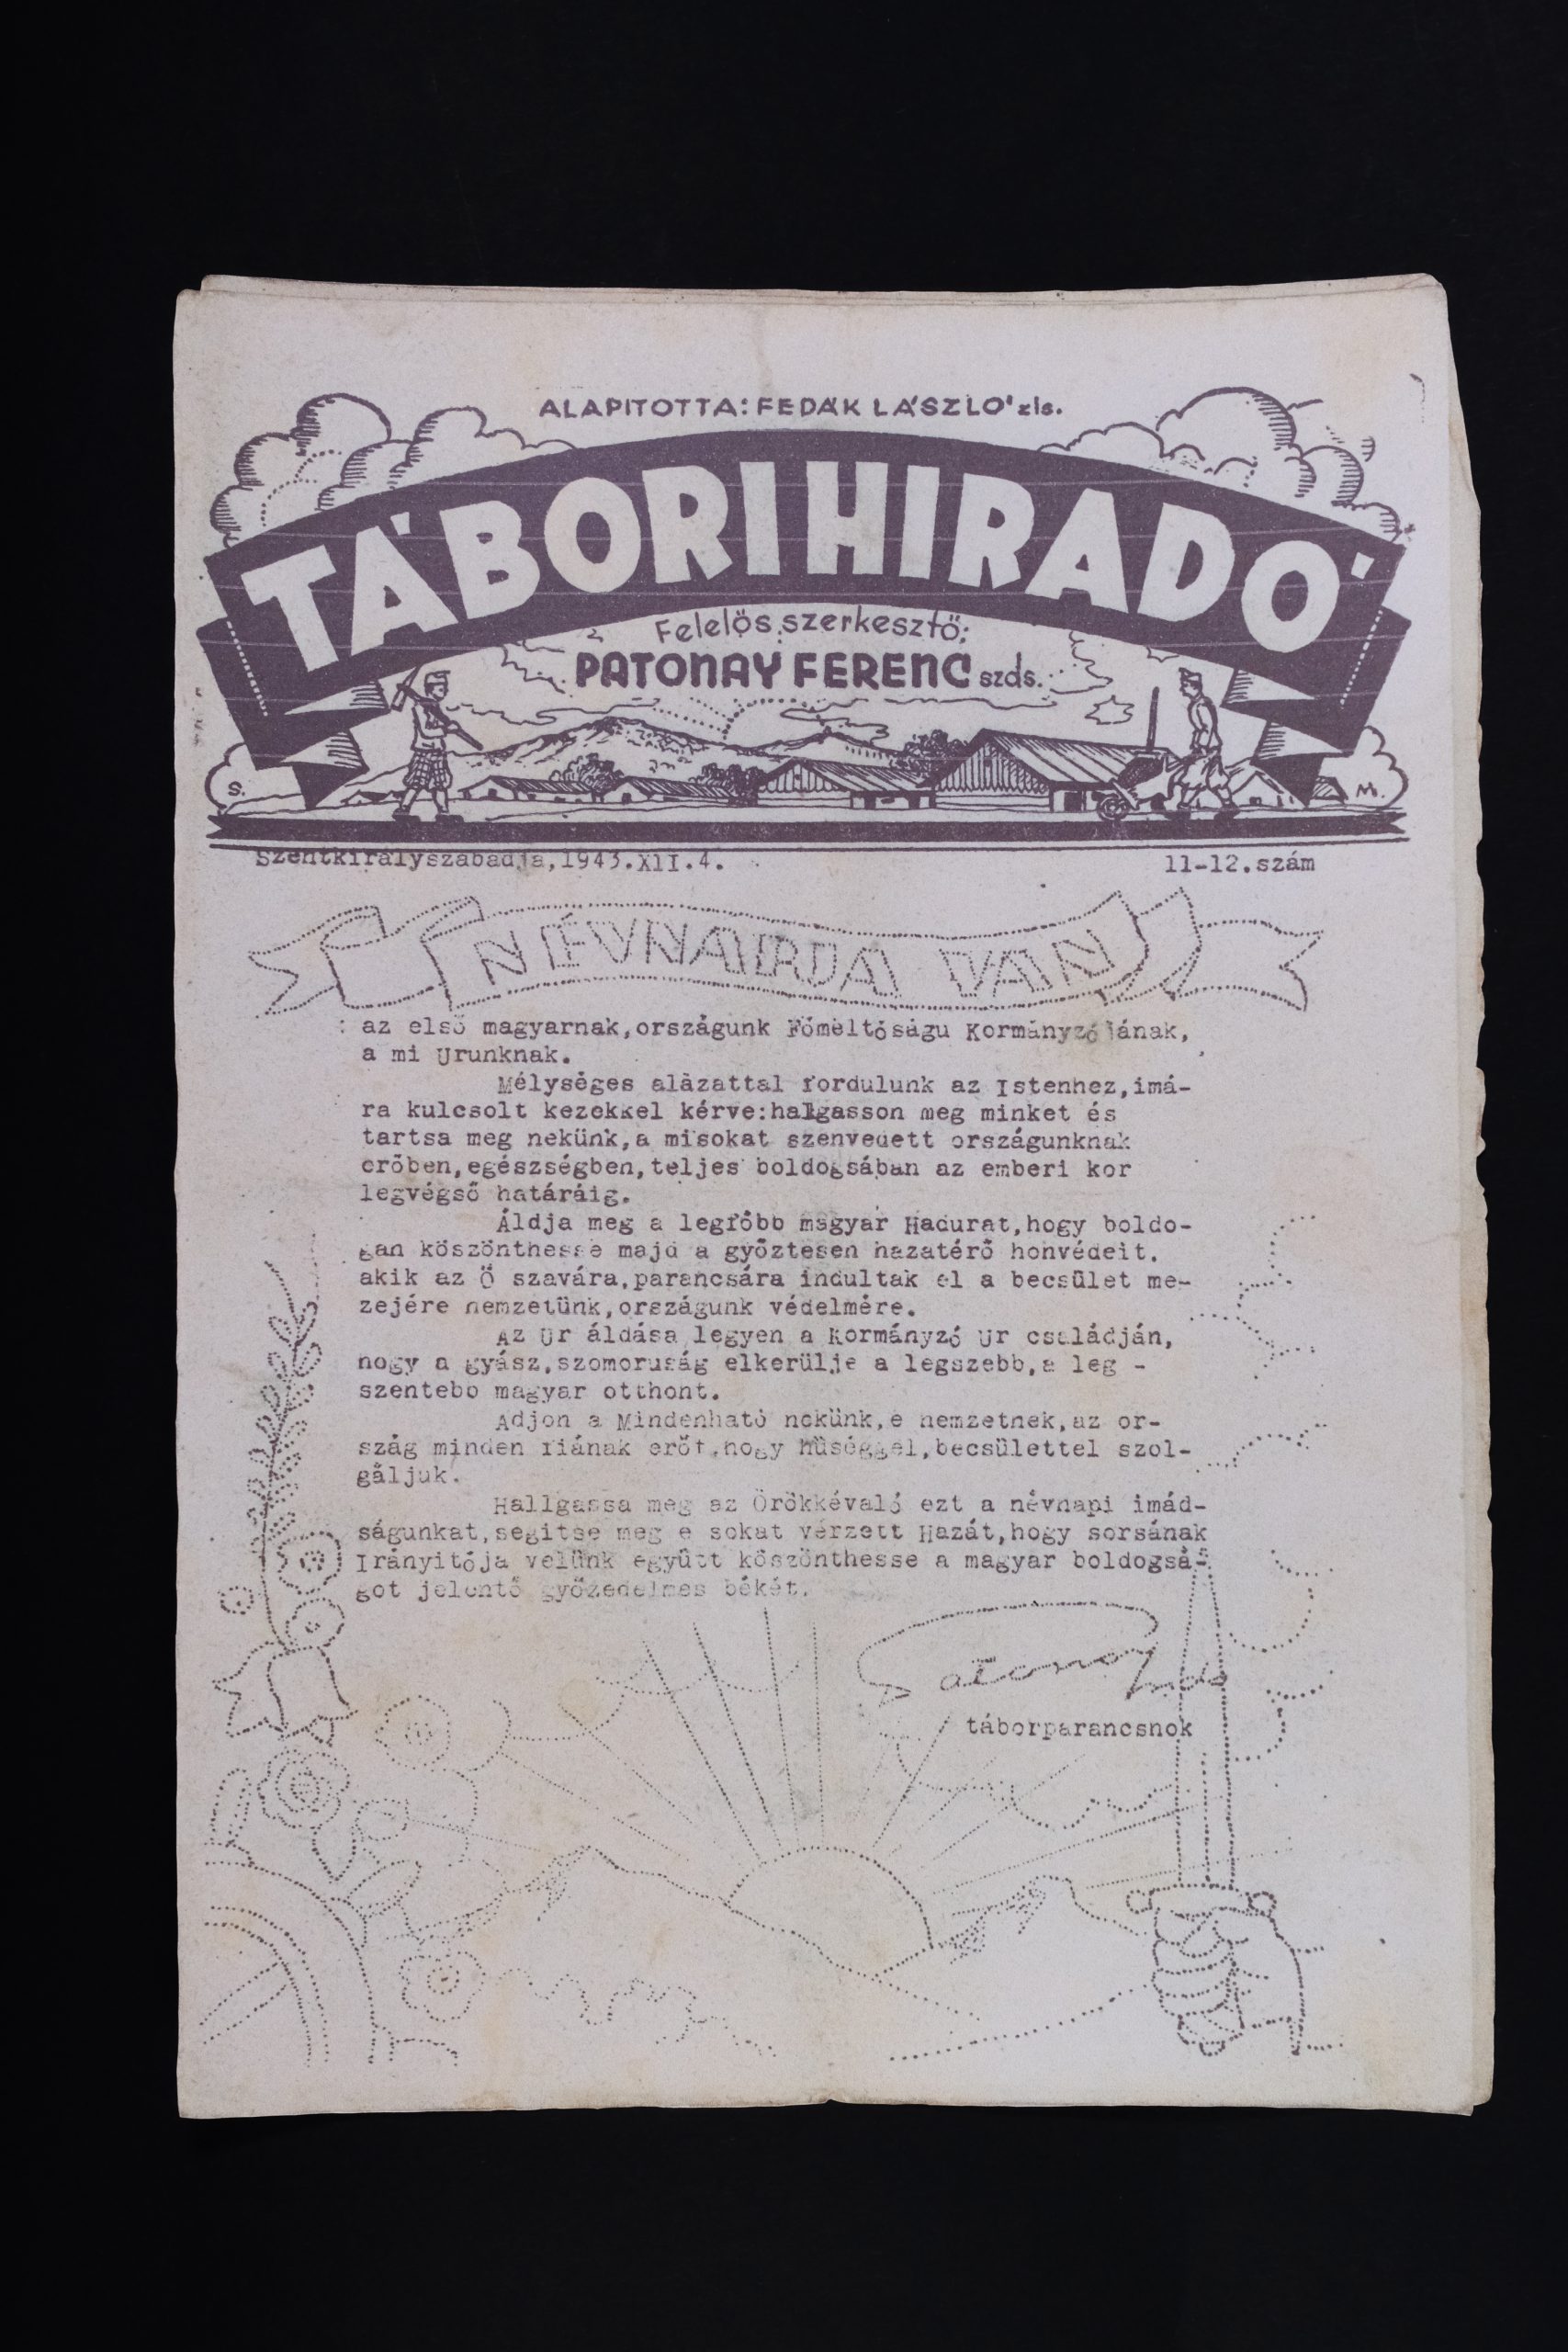 ALAPITOTTA: FEDÁK LÁSZLÓ zls.
TÁBORI HIRADÓ
Felelös szerkesztő:
PATONAY FERENC szds.
S.
M.
Szentkirályszabadja, 1943.XII.4.
11-12.szám
NÉVNAPJA VAN
az első magyarnak,országunk Főméltóságu Kormányzójának,
a mi Urunknak.
Mélységes alázattal fordulunk az Istenhez,imá-
ra kulcsolt kezekkel kérve:halgasson meg minket és
tartsa meg nekünk,a misokat szenvedett országunknak
erőben,egészségben,teljes boldogsában az emberi kor
legvégső határáig.
Áldja meg a legfőbb magyar Hadurat,hogy boldo-
gan köszönthesse majd a győztesen hazatérő honvédeit.
akik az Ő szavára,parancsára indultak el a becsület me-
zejére nemzetünk,országunk védelmére.
Az Ur áldása legyen a Kormányzó Ur családján,
hogy a gyász,szomoruság elkerülje a legszebb,a leg -
szentebb magyar otthont.
Adjon a Mindenható nekünk,e nemzetnek,az or-
szág minden fiának erőt,hogy hüséggel,becsülettel szol-
gáljuk.
Hallgassa meg az Örökkévaló ezt a névnapi imád-
ságunkat,segitse meg e sokat vérzett Hazát,hogy sorsának
Irányitója velünk együtt köszönthesse a magyar boldogsá-
got jelentő győzedelmes békét.
Patonay szds
táborparancsnok